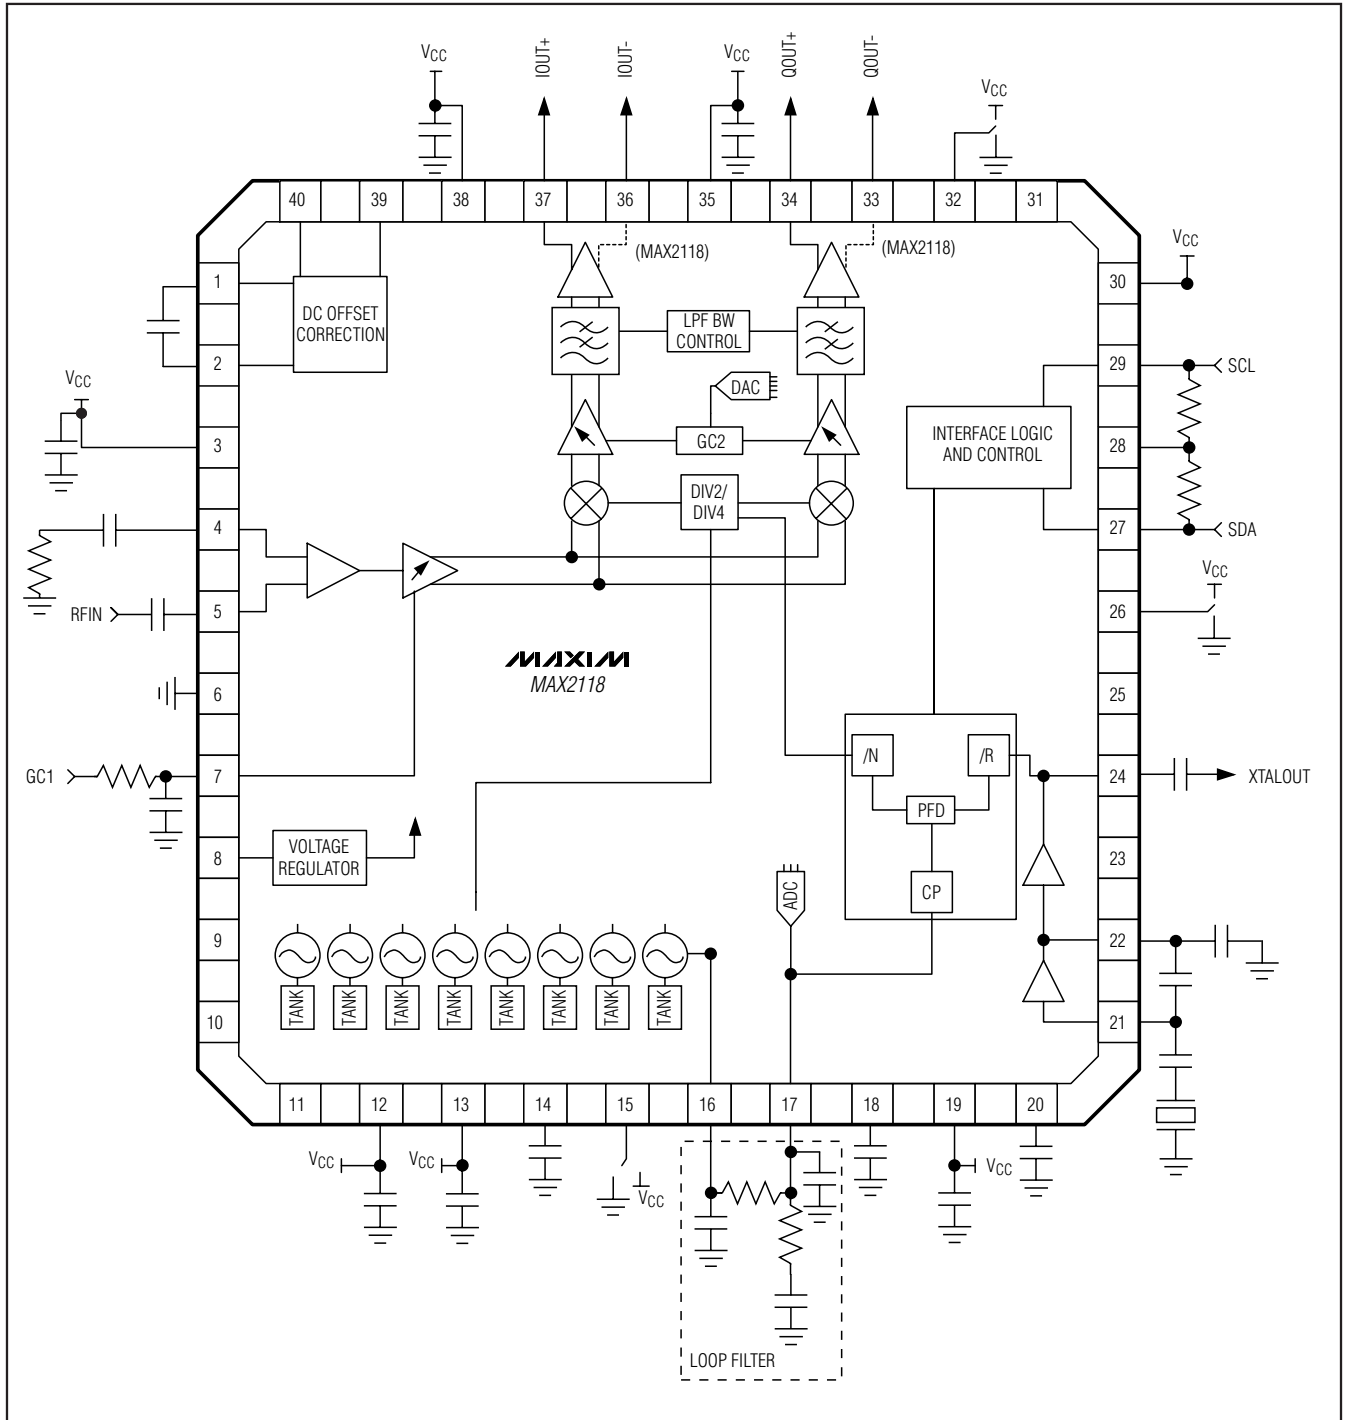 VCC
IOUT+
IOUT-
VCC
QOUT+
QOUT-
VCC
40
39
38
37
36
35
34
33
32
31
(MAX2118)
(MAX2118)
VCC
1
DC OFFSET
CORRECTION
LPF BW
CONTROL
30
2
29
SCL
VCC
DAC
3
GC2
INTERFACE LOGIC
AND CONTROL
28
DIV2/
DIV4
4
27
SDA
VCC
RFIN
5
26
MAXIM
MAX2118
6
25
GC1
7
/N
/R
24
XTALOUT
PFD
8
VOLTAGE
REGULATOR
23
ADC
CP
9
22
TANK
TANK
TANK
TANK
TANK
TANK
TANK
TANK
10
21
11
12
13
14
15
16
17
18
19
20
VCC
VCC
VCC
VCC
LOOP FILTER